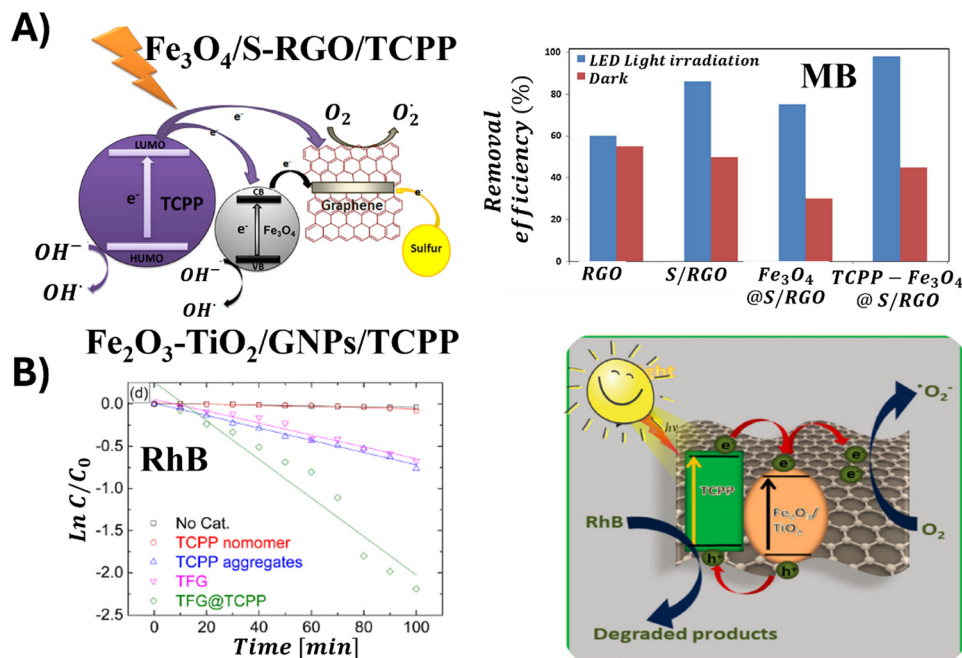 A)
Fe₃O₄/S-RGO/TCPP
e⁻
e⁻
LUMO
e⁻
TCPP
HUMO
OH⁻
OH·
CB
e⁻
Fe₃O₄
VB
OH⁻
OH·
e⁻
O₂
O₂·
Graphene
e⁻
Sulfur
LED Light irradiation
Dark
MB
Removal
efficiency (%)
100
80
60
40
20
0
RGO
S/RGO
Fe₃O₄
@S/RGO
TCPP − Fe₃O₄
@ S/RGO
Fe₂O₃-TiO₂/GNPs/TCPP
B)
(d)
RhB
Ln C/C₀
0.0
-0.5
-1.0
-1.5
-2.0
-2.5
No Cat.
TCPP nomomer
TCPP aggregates
TFG
TFG@TCPP
0
20
40
60
80
100
Time [min]
hν
e⁻
e⁻
e⁻
e⁻
·O₂⁻
O₂
TCPP
Fe₂O₃/
TiO₂
RhB
h⁺
h⁺
Degraded products